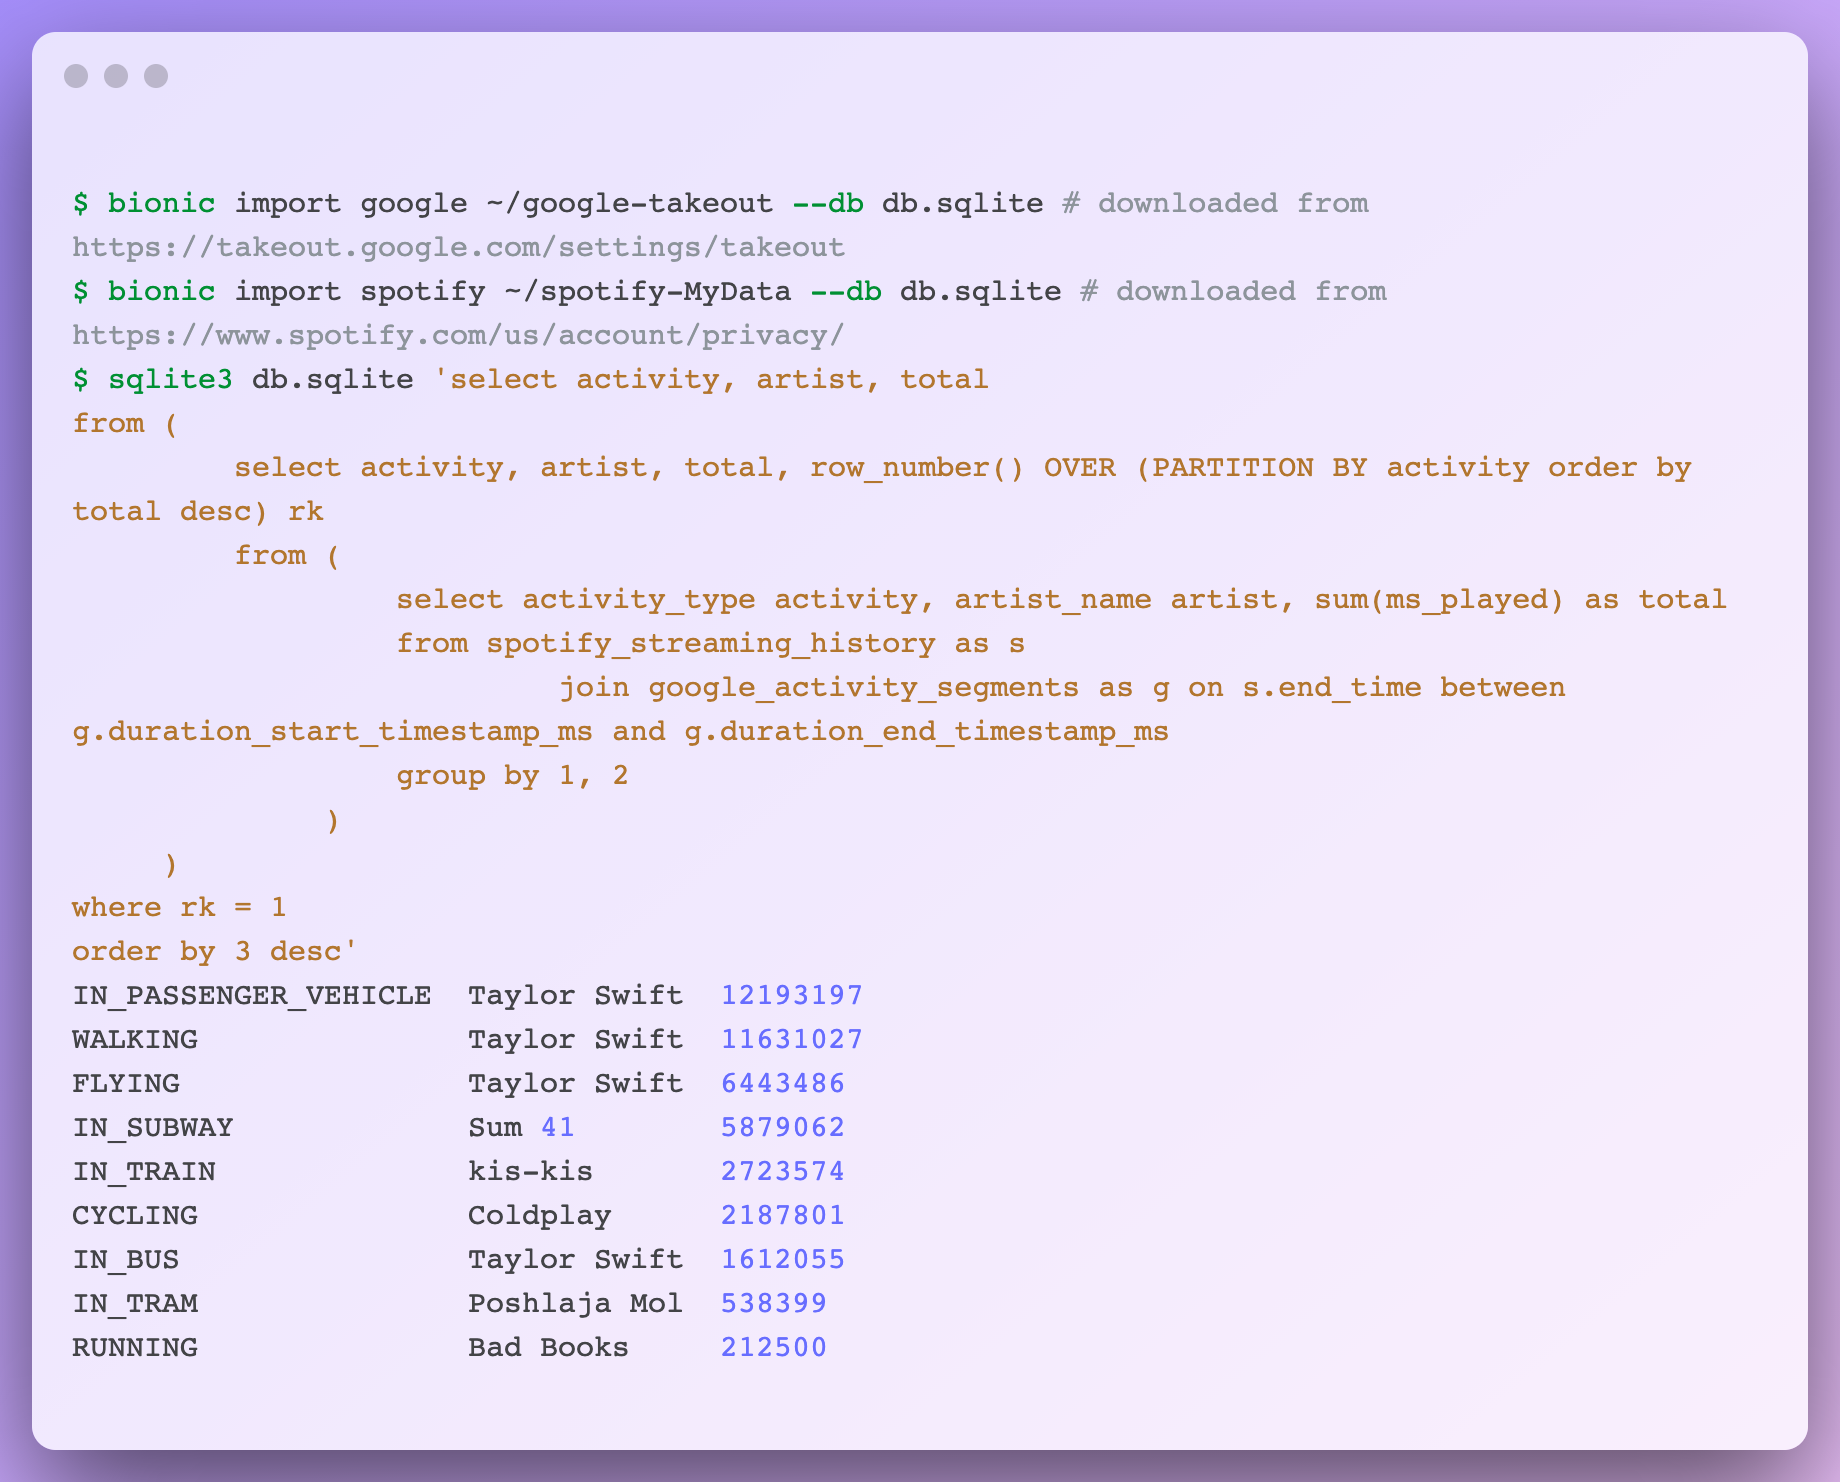 $ bionic import google ~/google-takeout --db db.sqlite # downloaded from
https://takeout.google.com/settings/takeout
$ bionic import spotify ~/spotify-MyData --db db.sqlite # downloaded from
https://www.spotify.com/us/account/privacy/
$ sqlite3 db.sqlite 'select activity, artist, total
from (
         select activity, artist, total, row_number() OVER (PARTITION BY activity order by
total desc) rk
         from (
                  select activity_type activity, artist_name artist, sum(ms_played) as total
                  from spotify_streaming_history as s
                           join google_activity_segments as g on s.end_time between
g.duration_start_timestamp_ms and g.duration_end_timestamp_ms
                  group by 1, 2
              )
     )
where rk = 1
order by 3 desc'
IN_PASSENGER_VEHICLE  Taylor Swift  12193197
WALKING               Taylor Swift  11631027
FLYING                Taylor Swift  6443486
IN_SUBWAY             Sum 41        5879062
IN_TRAIN              kis-kis       2723574
CYCLING               Coldplay      2187801
IN_BUS                Taylor Swift  1612055
IN_TRAM               Poshlaja Mol  538399
RUNNING               Bad Books     212500